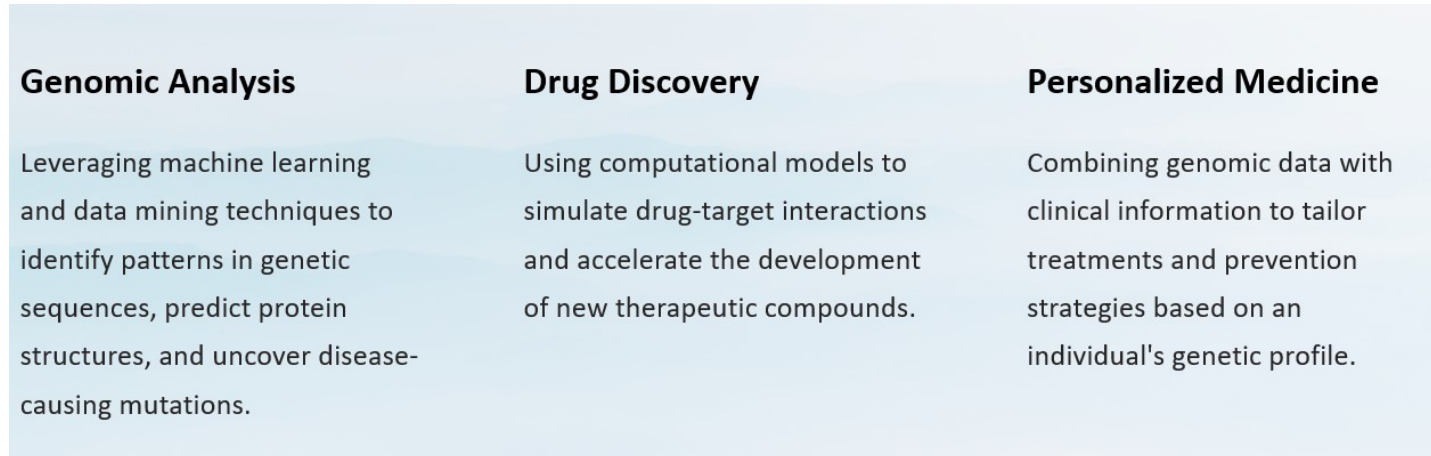 Genomic Analysis
Leveraging machine learning
and data mining techniques to
identify patterns in genetic
sequences, predict protein
structures, and uncover disease-
causing mutations.
Drug Discovery
Using computational models to
simulate drug-target interactions
and accelerate the development
of new therapeutic compounds.
Personalized Medicine
Combining genomic data with
clinical information to tailor
treatments and prevention
strategies based on an
individual's genetic profile.